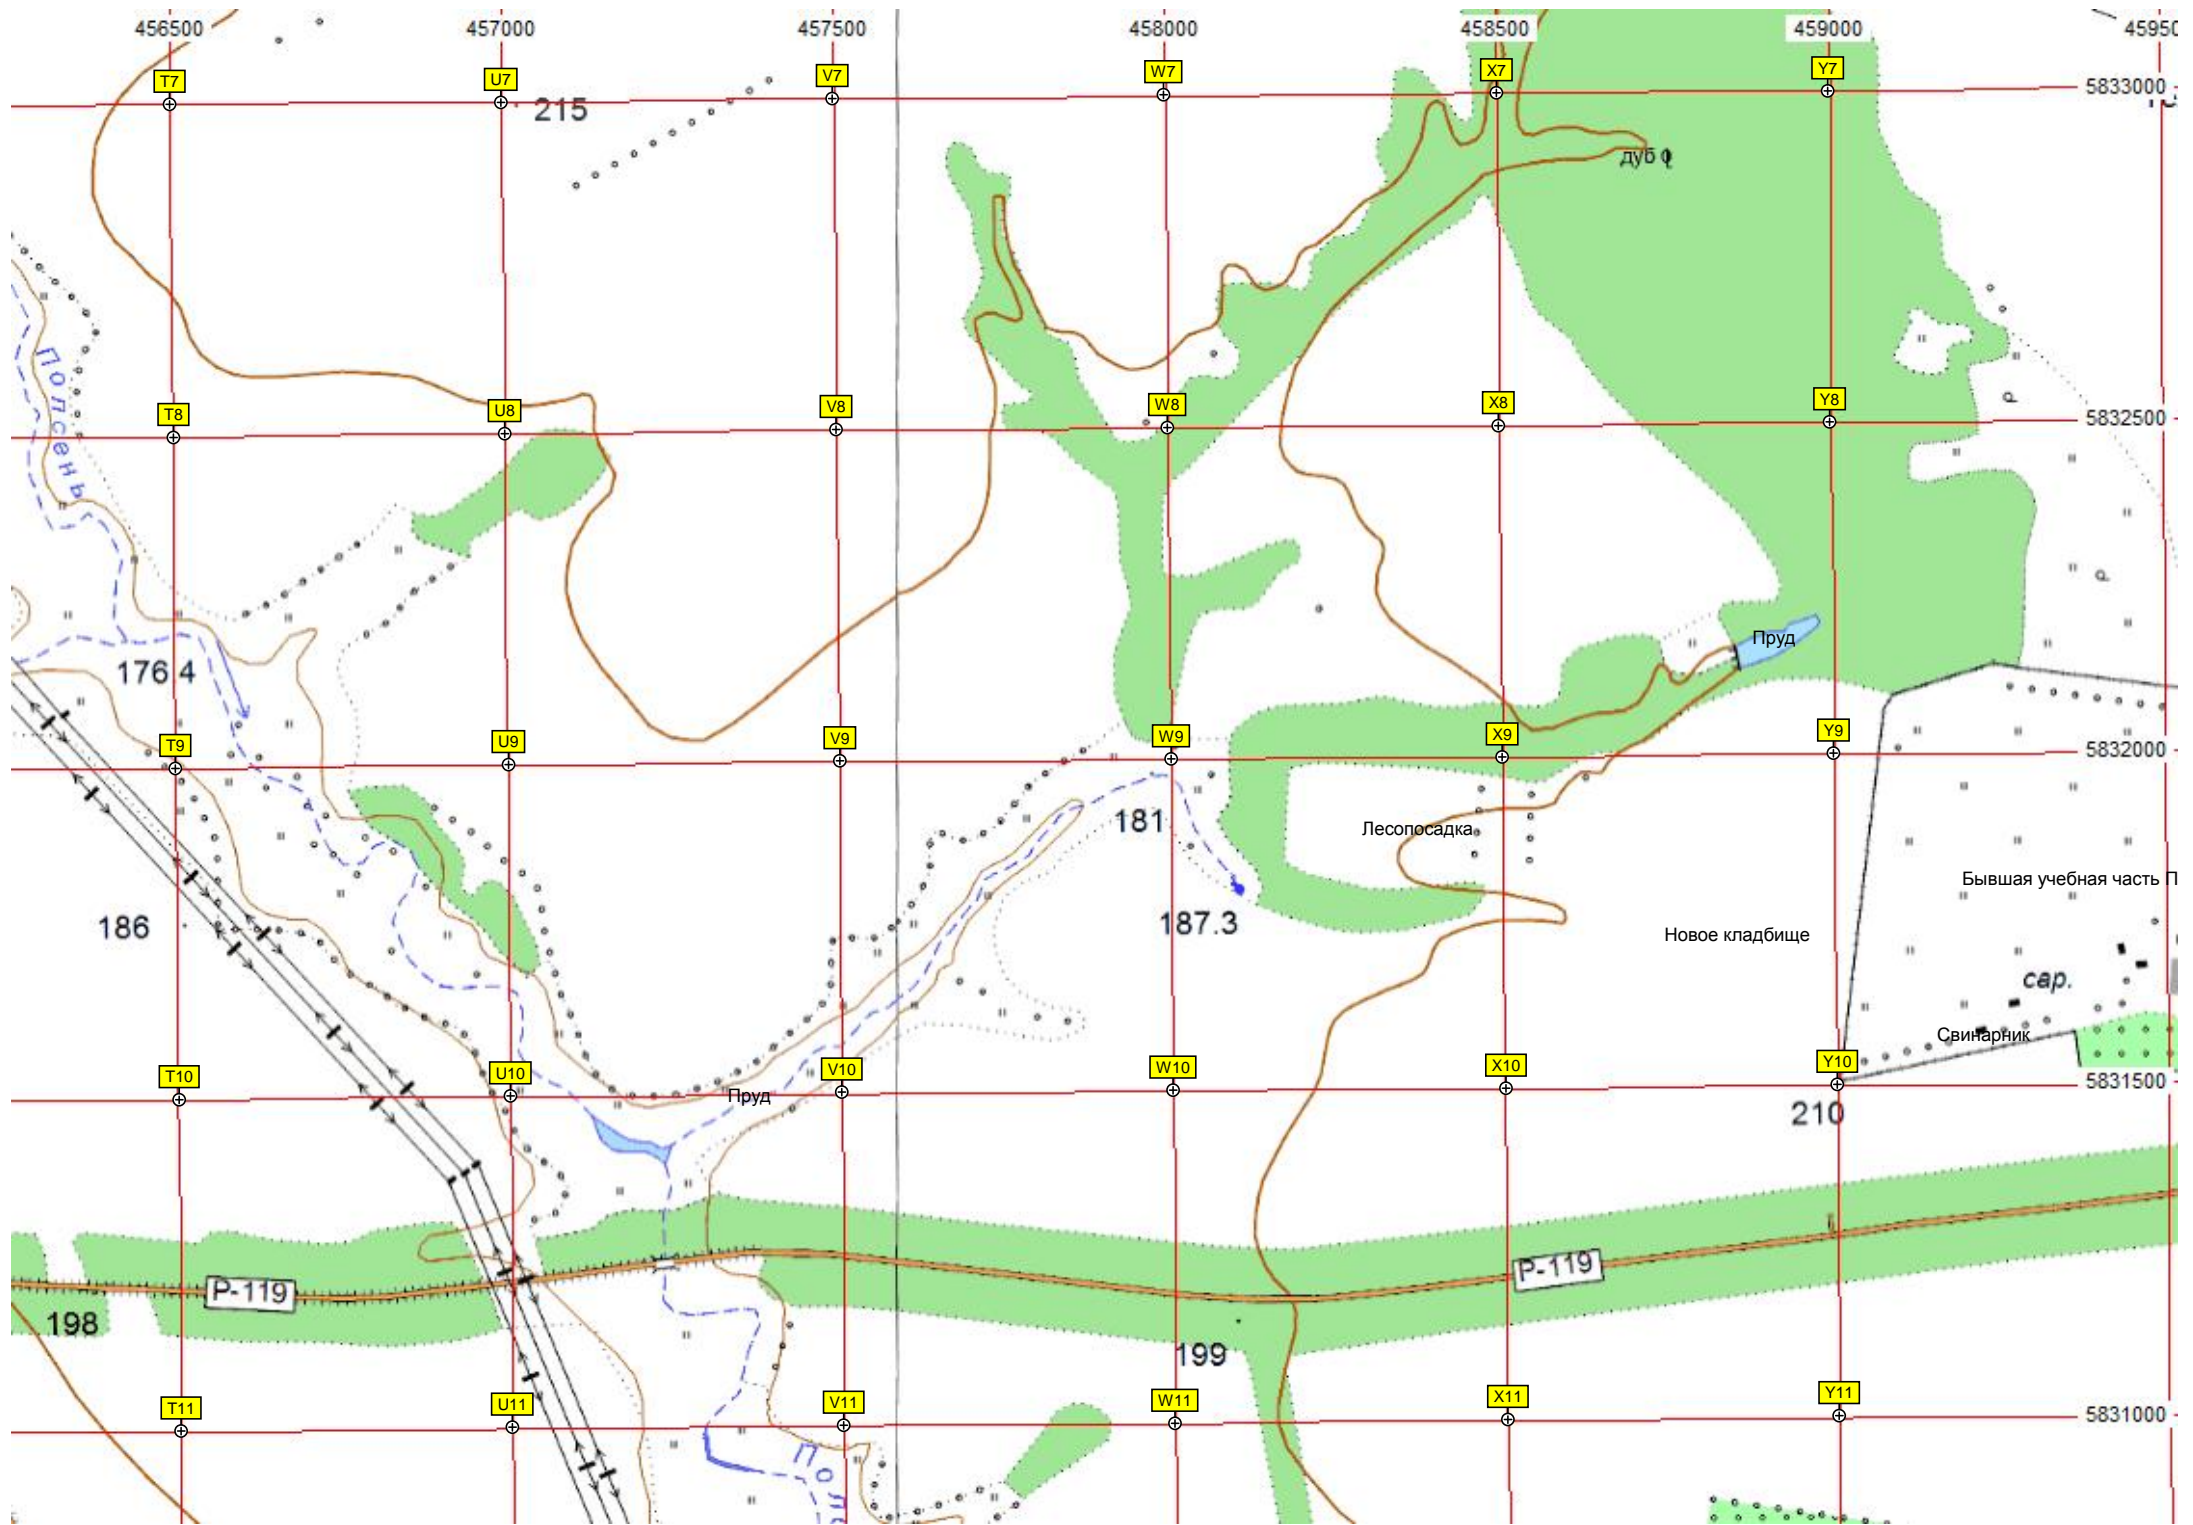 456500 457000 457500 458000 458500 459000
T7 U7 V7 W7 X7 Y7
5833000
215
дуб
Полсень
T8 U8 V8 W8 X8 Y8
5832500
Пруд
176 4
T9 U9 V9 W9 X9 Y9
5832000
181
Лесопосадка
Бывшая учебная часть П
186
187.3
Новое кладбище
сар.
Свинарник
T10 U10 V10 W10 X10 Y10
5831500
Пруд
210
P-119
P-119
198
199
T11 U11 V11 W11 X11 Y11
5831000